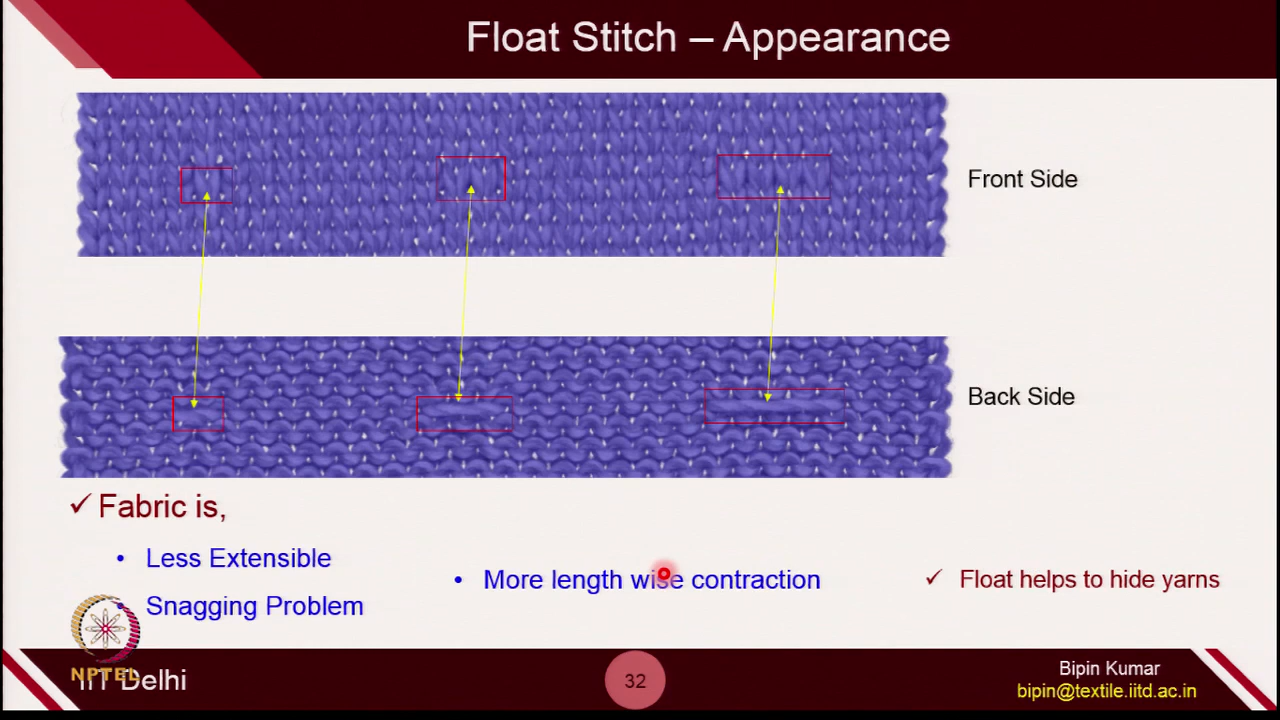 Float Stitch – Appearance
Front Side
Back Side
✓ Fabric is,
• Less Extensible
• Snagging Problem
• More length wise contraction
✓ Float helps to hide yarns
NPTEL
IIT Delhi
32
Bipin Kumar
bipin@textile.iitd.ac.in